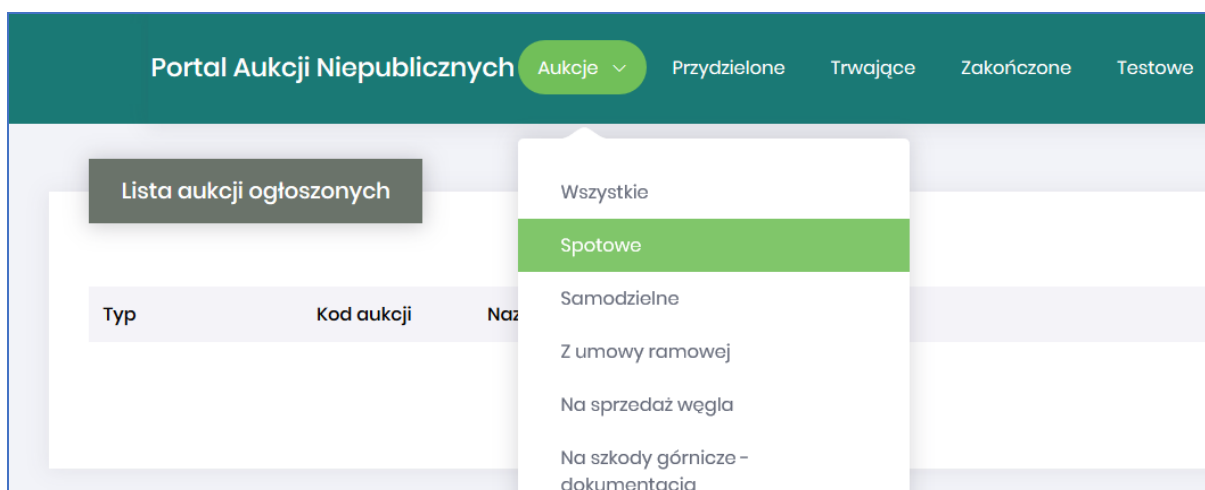 Portal Aukcji Niepublicznych Aukcje Przydzielone Trwające Zakończone Testowe
Lista aukcji ogłoszonych
Wszystkie
Spotowe
Samodzielne
Typ Kod aukcji
Z umowy ramowej
Na sprzedaż węgla
Na szkody górnicze -
dokumentacja